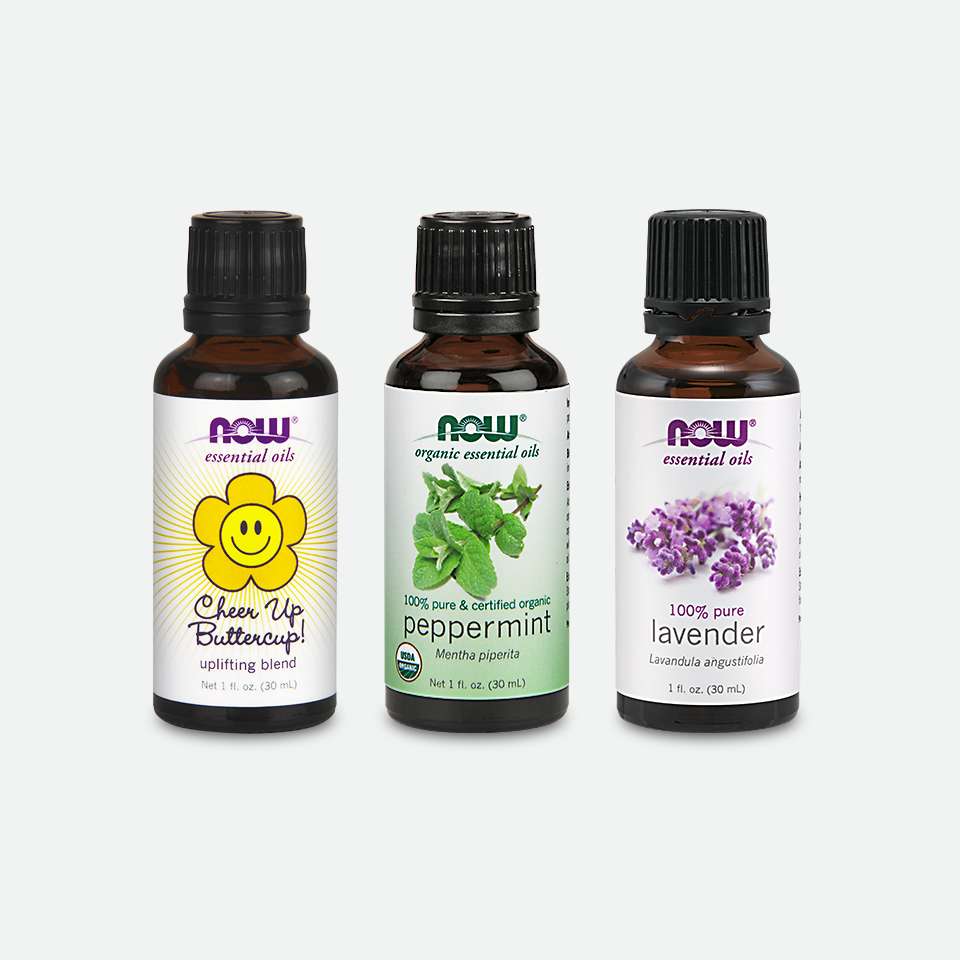 now®
essential oils
Cheer Up
Buttercup!
uplifting blend
Net 1 fl. oz. (30 mL)
now®
organic essential oils
100% pure & certified organic
peppermint
Mentha piperita
USDA
ORGANIC
Net 1 fl. oz. (30 mL)
now®
essential oils
100% pure
lavender
Lavandula angustifolia
1 fl. oz. (30 mL)